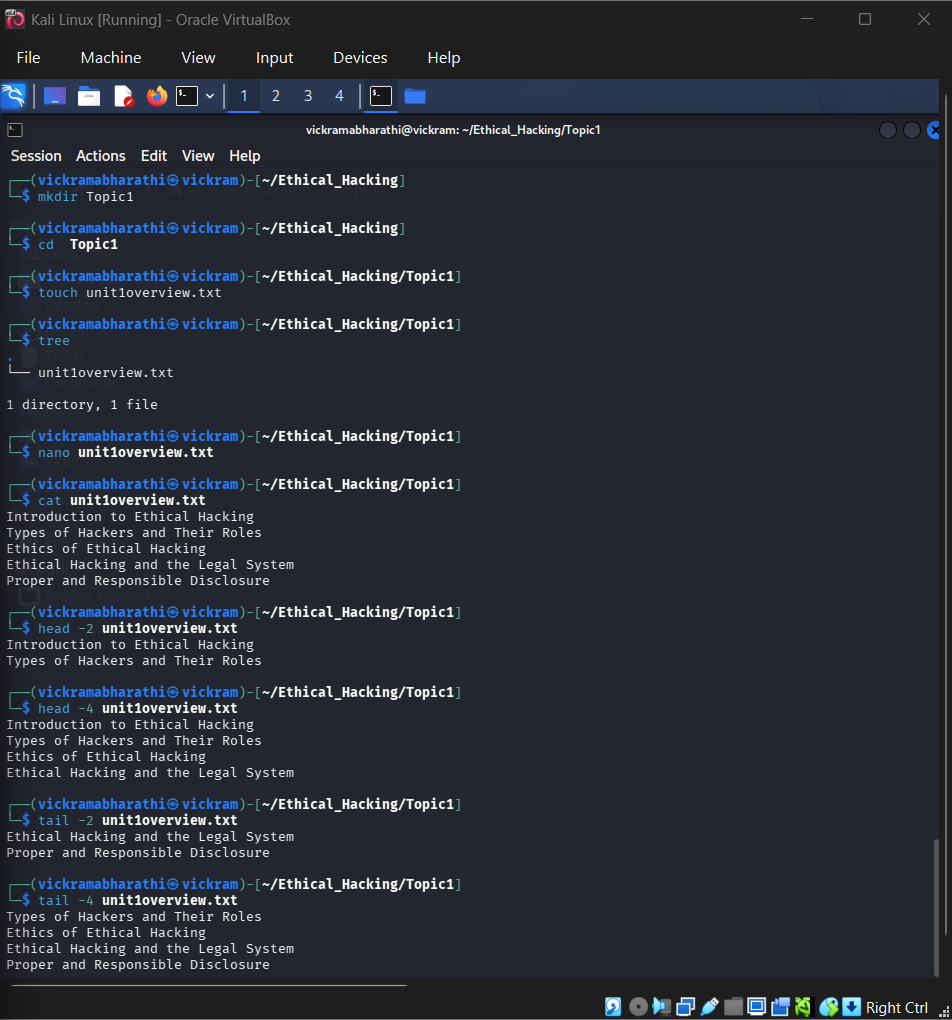 Kali Linux [Running] - Oracle VirtualBox
File Machine View Input Devices Help
1 2 3 4
vickramabharathi@vickram: ~/Ethical_Hacking/Topic1
Session Actions Edit View Help
┌──(vickramabharathi㉿vickram)-[~/Ethical_Hacking]
└─$ mkdir Topic1
┌──(vickramabharathi㉿vickram)-[~/Ethical_Hacking]
└─$ cd  Topic1
┌──(vickramabharathi㉿vickram)-[~/Ethical_Hacking/Topic1]
└─$ touch unit1overview.txt
┌──(vickramabharathi㉿vickram)-[~/Ethical_Hacking/Topic1]
└─$ tree
.
└── unit1overview.txt
1 directory, 1 file
┌──(vickramabharathi㉿vickram)-[~/Ethical_Hacking/Topic1]
└─$ nano unit1overview.txt
┌──(vickramabharathi㉿vickram)-[~/Ethical_Hacking/Topic1]
└─$ cat unit1overview.txt
Introduction to Ethical Hacking
Types of Hackers and Their Roles
Ethics of Ethical Hacking
Ethical Hacking and the Legal System
Proper and Responsible Disclosure
┌──(vickramabharathi㉿vickram)-[~/Ethical_Hacking/Topic1]
└─$ head -2 unit1overview.txt
Introduction to Ethical Hacking
Types of Hackers and Their Roles
┌──(vickramabharathi㉿vickram)-[~/Ethical_Hacking/Topic1]
└─$ head -4 unit1overview.txt
Introduction to Ethical Hacking
Types of Hackers and Their Roles
Ethics of Ethical Hacking
Ethical Hacking and the Legal System
┌──(vickramabharathi㉿vickram)-[~/Ethical_Hacking/Topic1]
└─$ tail -2 unit1overview.txt
Ethical Hacking and the Legal System
Proper and Responsible Disclosure
┌──(vickramabharathi㉿vickram)-[~/Ethical_Hacking/Topic1]
└─$ tail -4 unit1overview.txt
Types of Hackers and Their Roles
Ethics of Ethical Hacking
Ethical Hacking and the Legal System
Proper and Responsible Disclosure
Right Ctrl